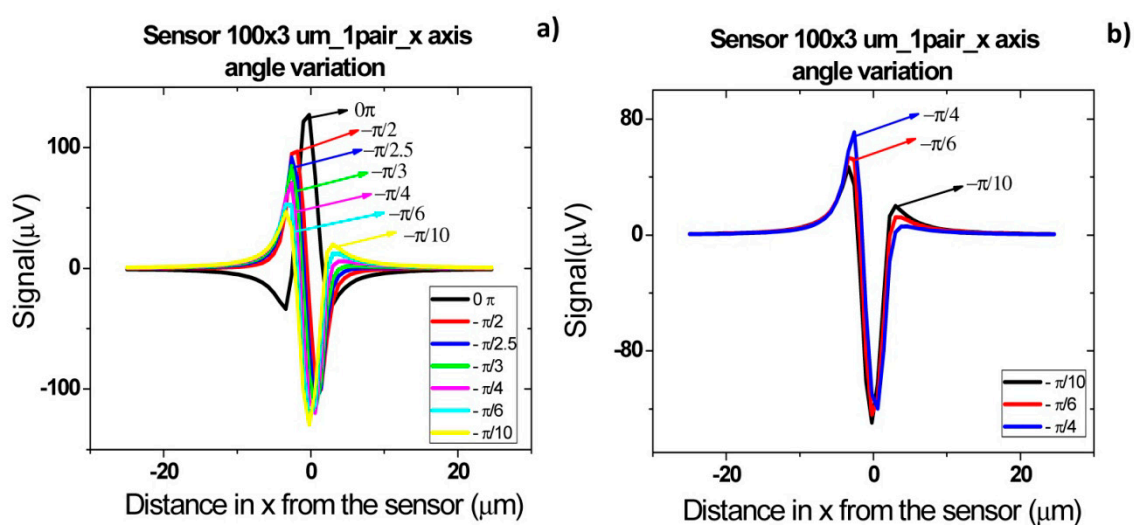 Sensor 100x3 um_1pair_x axis
angle variation
a)
0π
−π/2
−π/2.5
−π/3
−π/4
−π/6
−π/10
100
0
-100
Signal(μV)
0 π
- π/2
- π/2.5
- π/3
- π/4
- π/6
- π/10
-20
0
20
Distance in x from the sensor (μm)
Sensor 100x3 um_1pair_x axis
angle variation
b)
−π/4
−π/6
−π/10
80
0
-80
Signal(μV)
- π/10
- π/6
- π/4
-20
0
20
Distance in x from the sensor (μm)